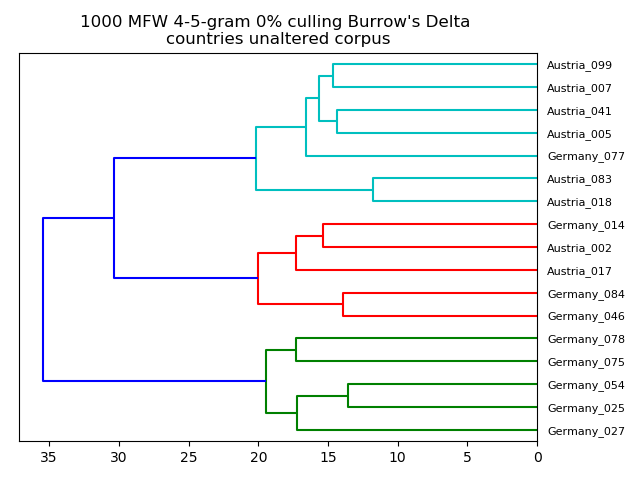 1000 MFW 4-5-gram 0% culling Burrow's Delta
countries unaltered corpus
Austria_099
Austria_007
Austria_041
Austria_005
Germany_077
Austria_083
Austria_018
Germany_014
Austria_002
Austria_017
Germany_084
Germany_046
Germany_078
Germany_075
Germany_054
Germany_025
Germany_027
35 30 25 20 15 10 5 0